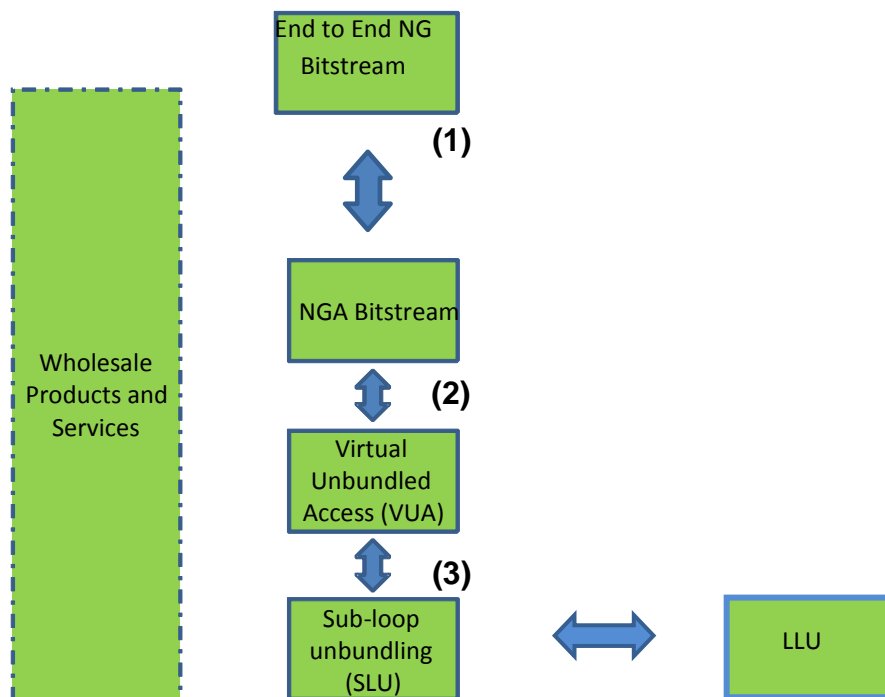 End to End NG
Bitstream
(1)
NGA Bitstream
Wholesale
Products and
Services
(2)
Virtual
Unbundled
Access (VUA)
(3)
Sub-loop
unbundling
(SLU)
LLU